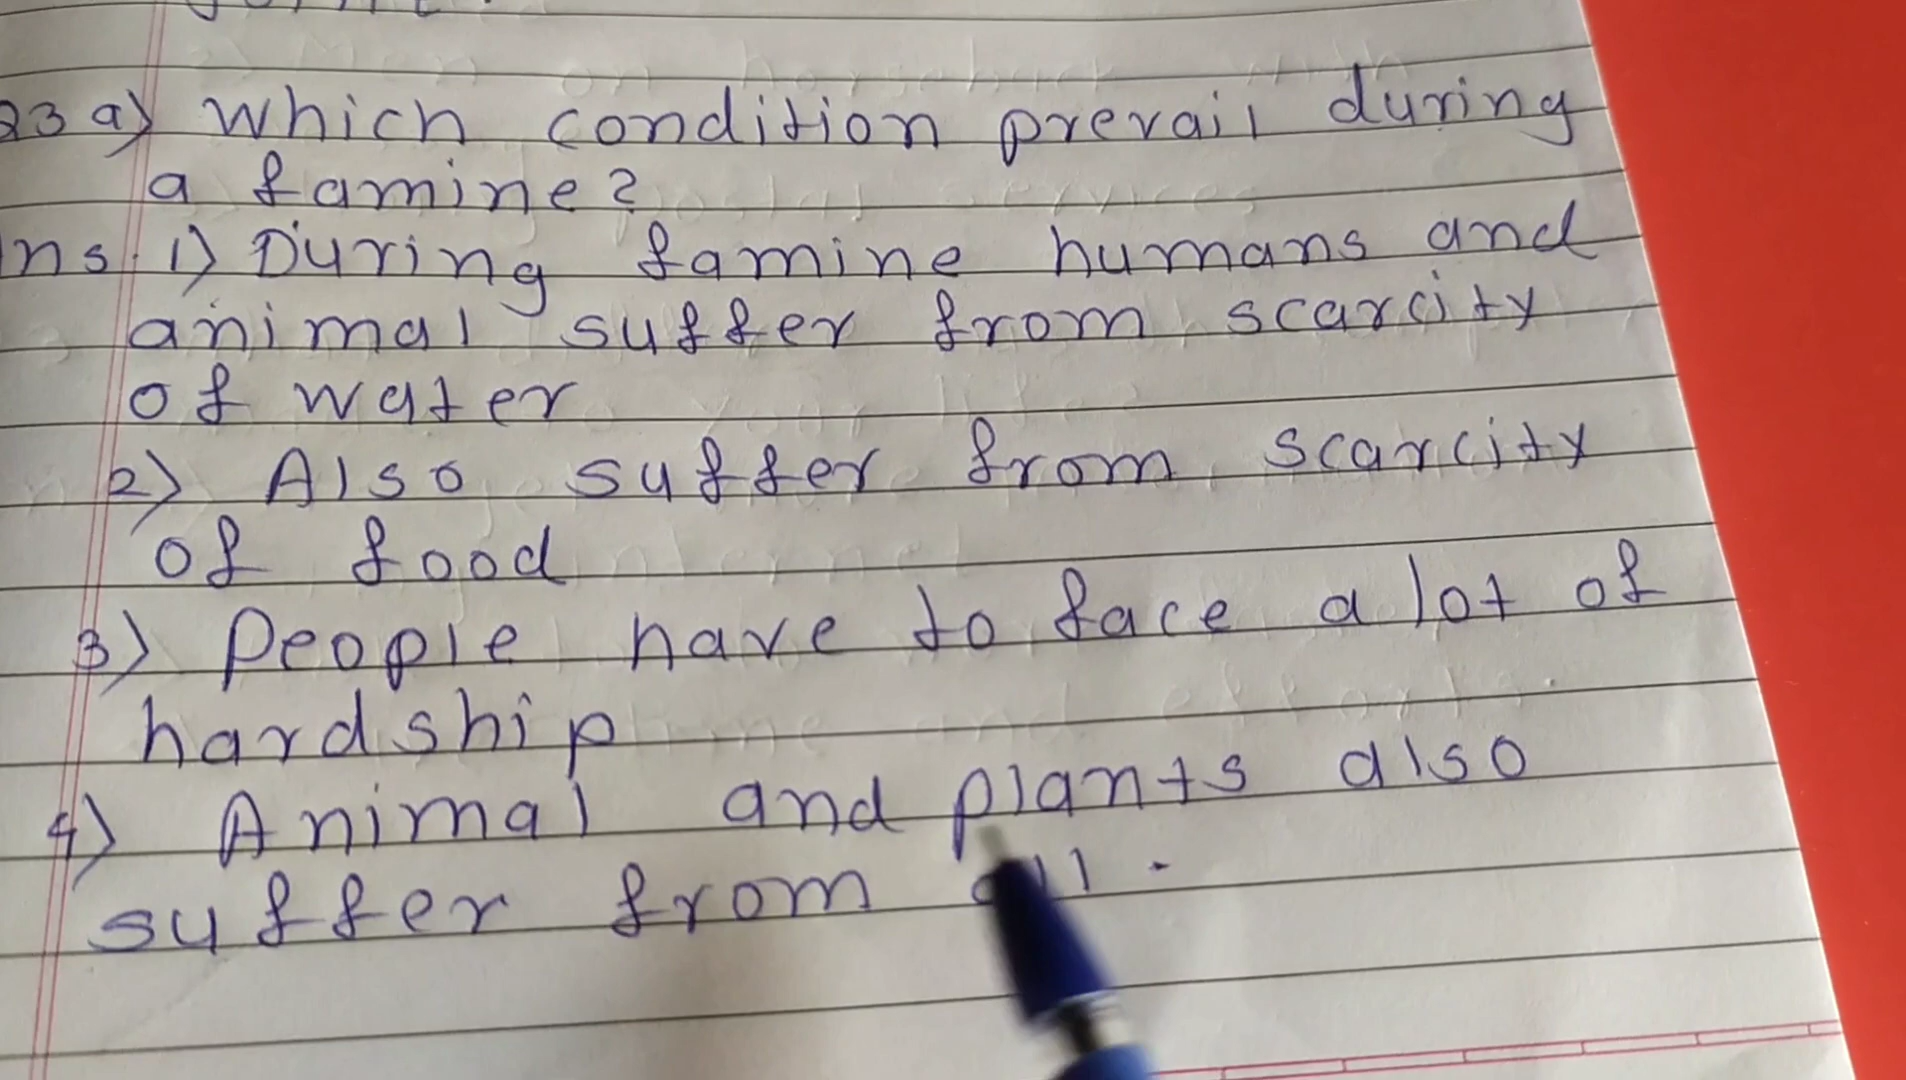 Q3 a) Which condition prevail during
a famine?
Ans. 1) During famine humans and
animal suffer from scarcity
of water
2) Also suffer from scarcity
of food
3) People have to face a lot of
hardship
4) Animal and plants also
suffer from all.